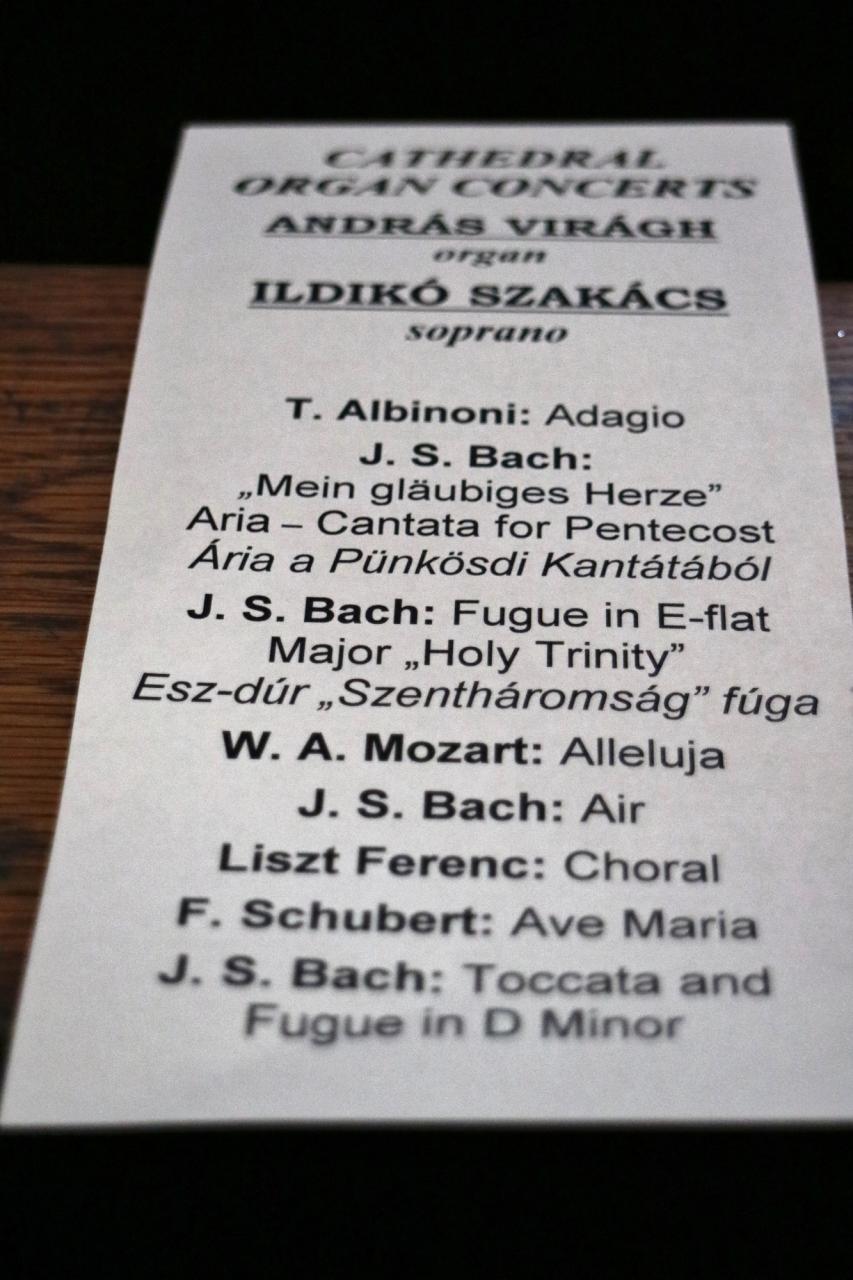 CATHEDRAL
ORGAN CONCERTS
ANDRÁS VIRÁGH
organ
ILDIKÓ SZAKÁCS
soprano
T. Albinoni: Adagio
J. S. Bach:
„Mein gläubiges Herze”
Aria – Cantata for Pentecost
Ária a Pünkösdi Kantátából
J. S. Bach: Fugue in E-flat
Major „Holy Trinity”
Esz-dúr „Szentháromság” fúga
W. A. Mozart: Alleluja
J. S. Bach: Air
Liszt Ferenc: Choral
F. Schubert: Ave Maria
J. S. Bach: Toccata and
Fugue in D Minor